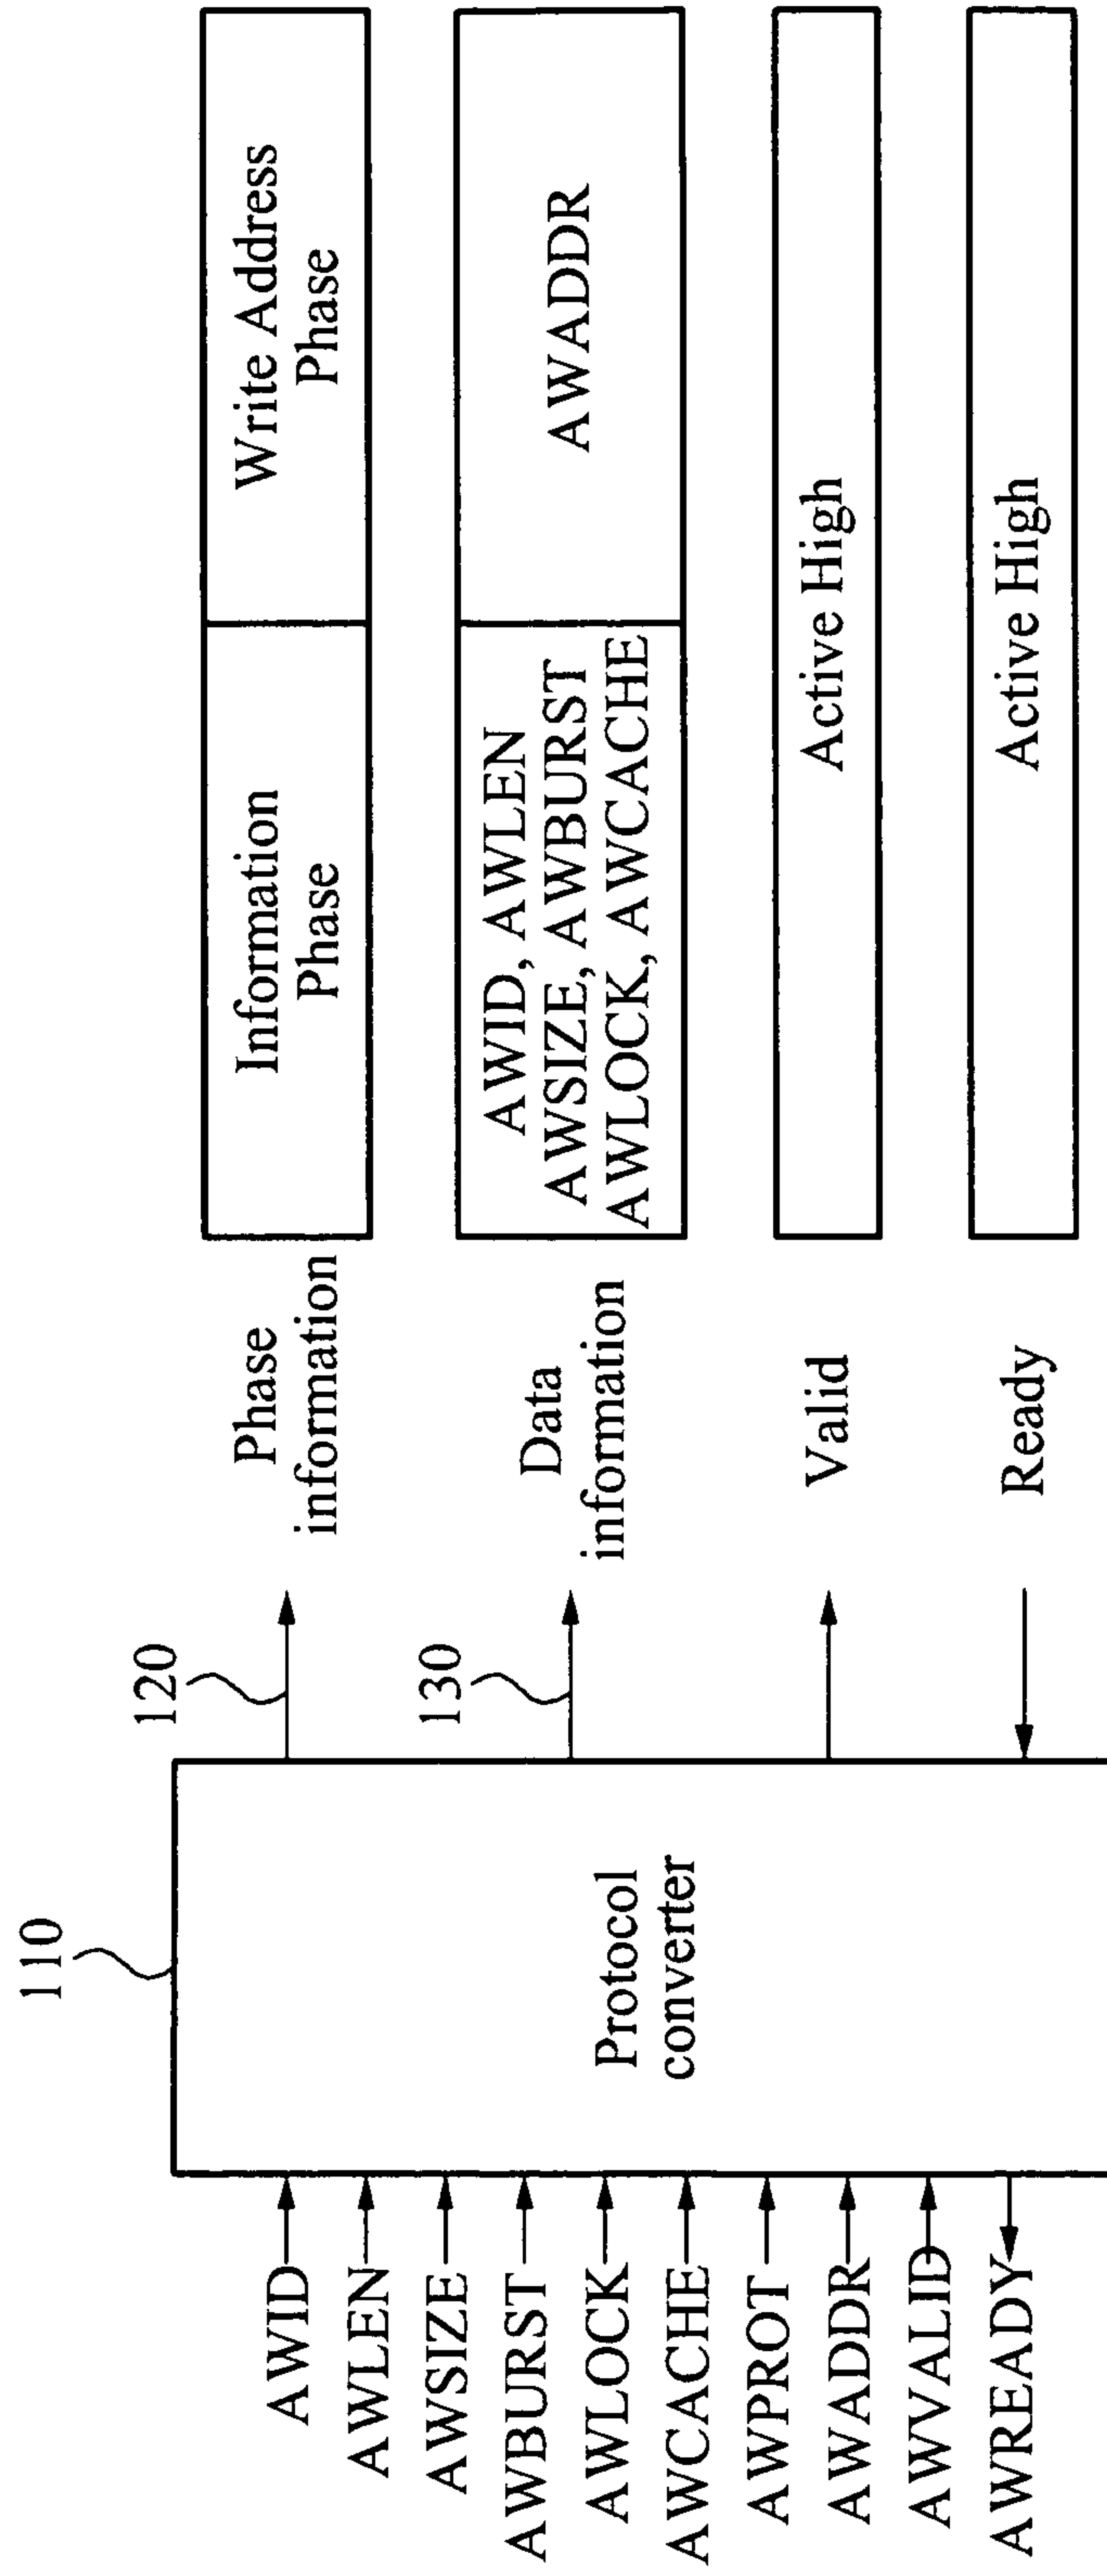 110
AWID
AWLEN
AWSIZE
AWBURST
AWLOCK
AWCACHE
AWPROT
AWADDR
AWVALID
AWREADY
Protocol
converter
120
130
Phase
information
Data
information
Valid
Ready
Information
Phase
Write Address
Phase
AWID, AWLEN
AWSIZE, AWBURST
AWLOCK, AWCACHE
AWADDR
Active High
Active High